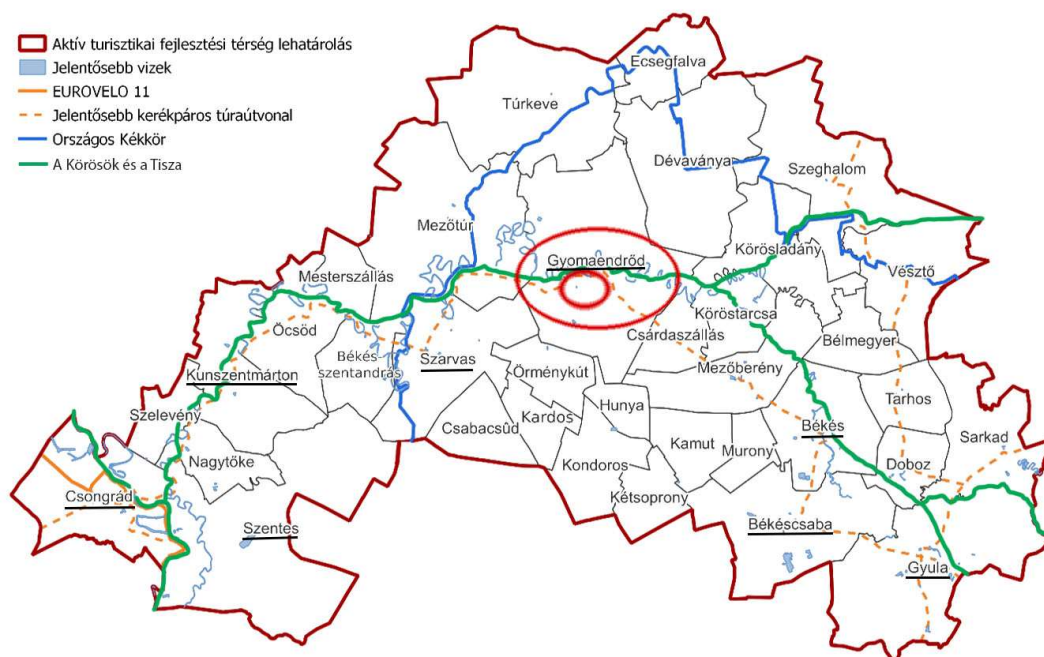 Aktív turisztikai fejlesztési térség lehatárolás
Jelentősebb vizek
EUROVELO 11
Jelentősebb kerékpáros túraútvonal
Országos Kékkör
A Körösök és a Tisza
Ecsegfalva
Túrkeve
Dévaványa
Szeghalom
Mezőtúr
Körösladány
Gyomaendrőd
Vésztő
Mesterszállás
Köröstarcsa
Öcsöd
Csárdaszállás
Bélmegyer
Békés-
szentandrás
Szarvas
Örménykút
Mezőberény
Kunszentmárton
Tarhos
Hunya
Szelevény
Kardos
Csabacsűd
Békés
Sarkad
Kamut
Murony
Nagytőke
Kondoros
Doboz
Csongrád
Kétsoprony
Szentes
Békéscsaba
Gyula